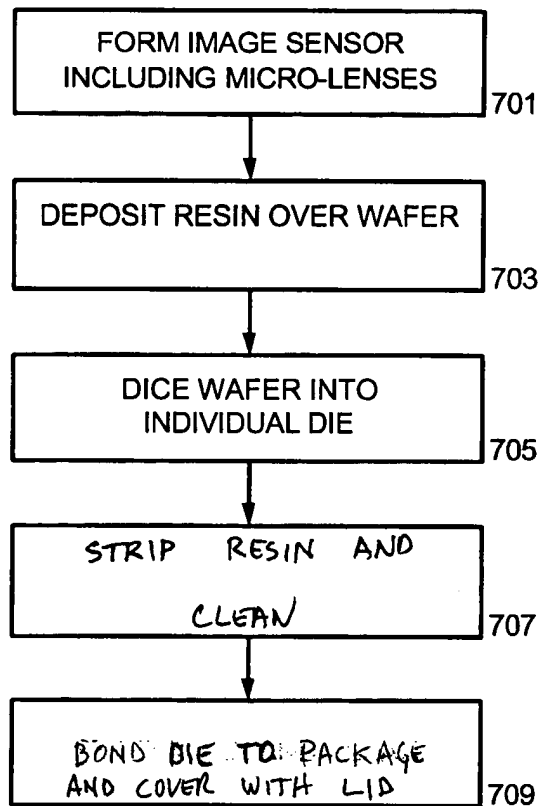 FORM IMAGE SENSOR
INCLUDING MICRO-LENSES
701
DEPOSIT RESIN OVER WAFER
703
DICE WAFER INTO
INDIVIDUAL DIE
705
STRIP RESIN AND
CLEAN
707
BOND DIE TO PACKAGE
AND COVER WITH LID
709